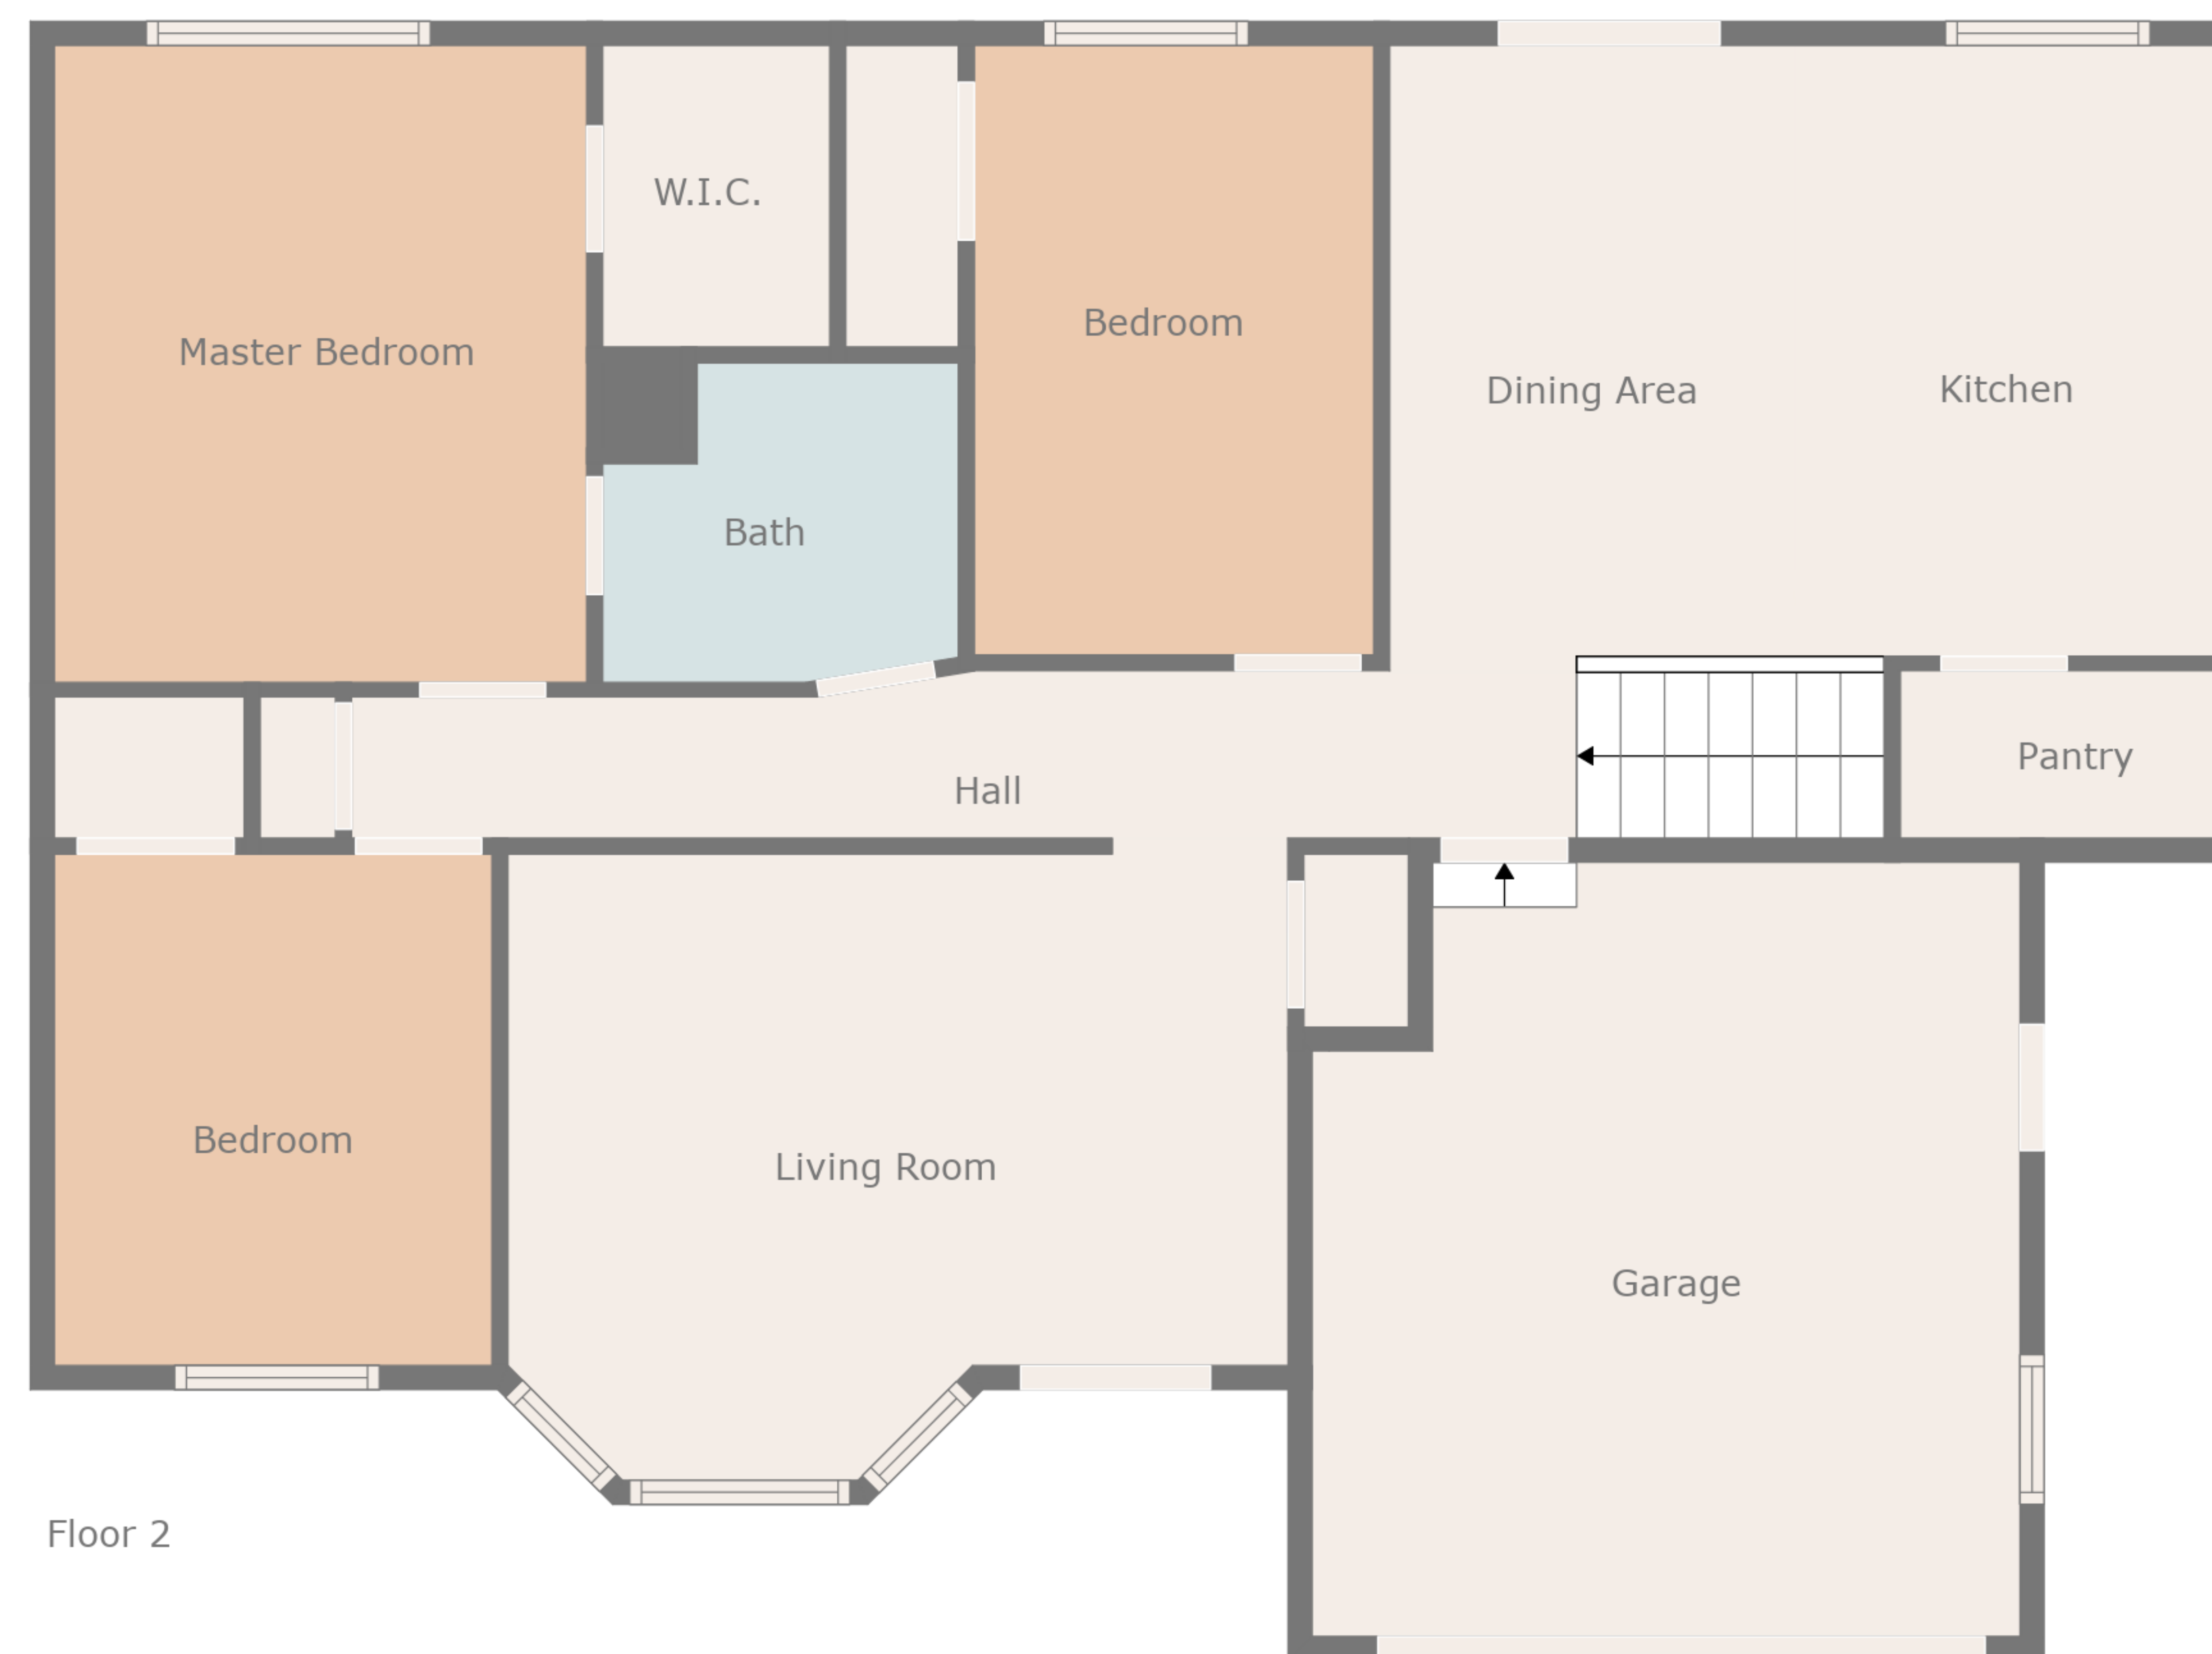 W.I.C.
Bedroom
Master Bedroom
Dining Area
Kitchen
Bath
Pantry
Hall
Bedroom
Living Room
Garage
Floor 2